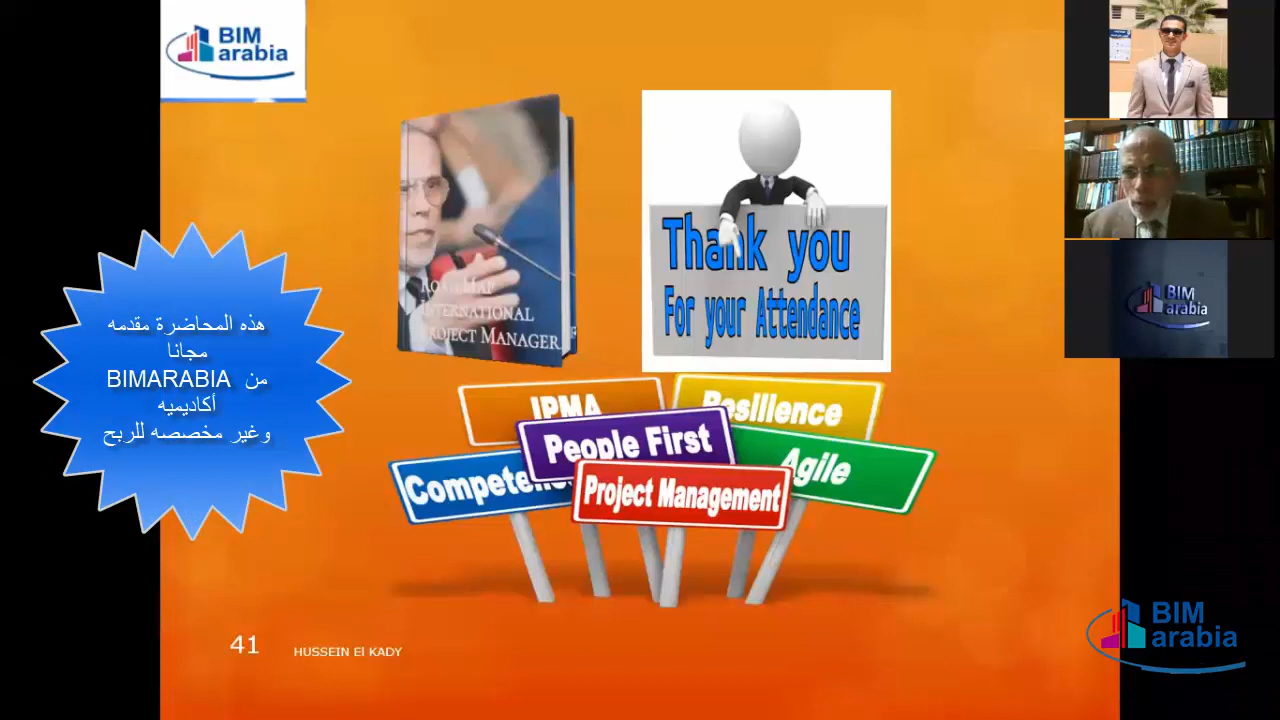 BIM
arabia
ROADMAP
INTERNATIONAL
PROJECT MANAGER
Thank you
For your Attendance
هذه المحاضرة مقدمه
مجانا
من BIMARABIA
أكاديميه
وغير مخصصه للربح
IPMA
Resilience
People First
Agile
Project Management
41
HUSSEIN El KADY
BIM
arabia
BIM
arabia